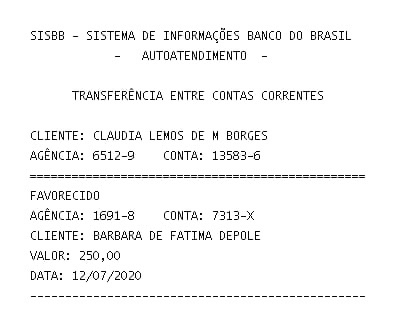 SISBB - SISTEMA DE INFORMAÇÕES BANCO DO BRASIL
- AUTOATENDIMENTO -
TRANSFERÊNCIA ENTRE CONTAS CORRENTES
CLIENTE: CLAUDIA LEMOS DE M BORGES
AGÊNCIA: 6512-9 CONTA: 13583-6
================================================
FAVORECIDO
AGÊNCIA: 1691-8 CONTA: 7313-X
CLIENTE: BARBARA DE FATIMA DEPOLE
VALOR: 250,00
DATA: 12/07/2020
------------------------------------------------